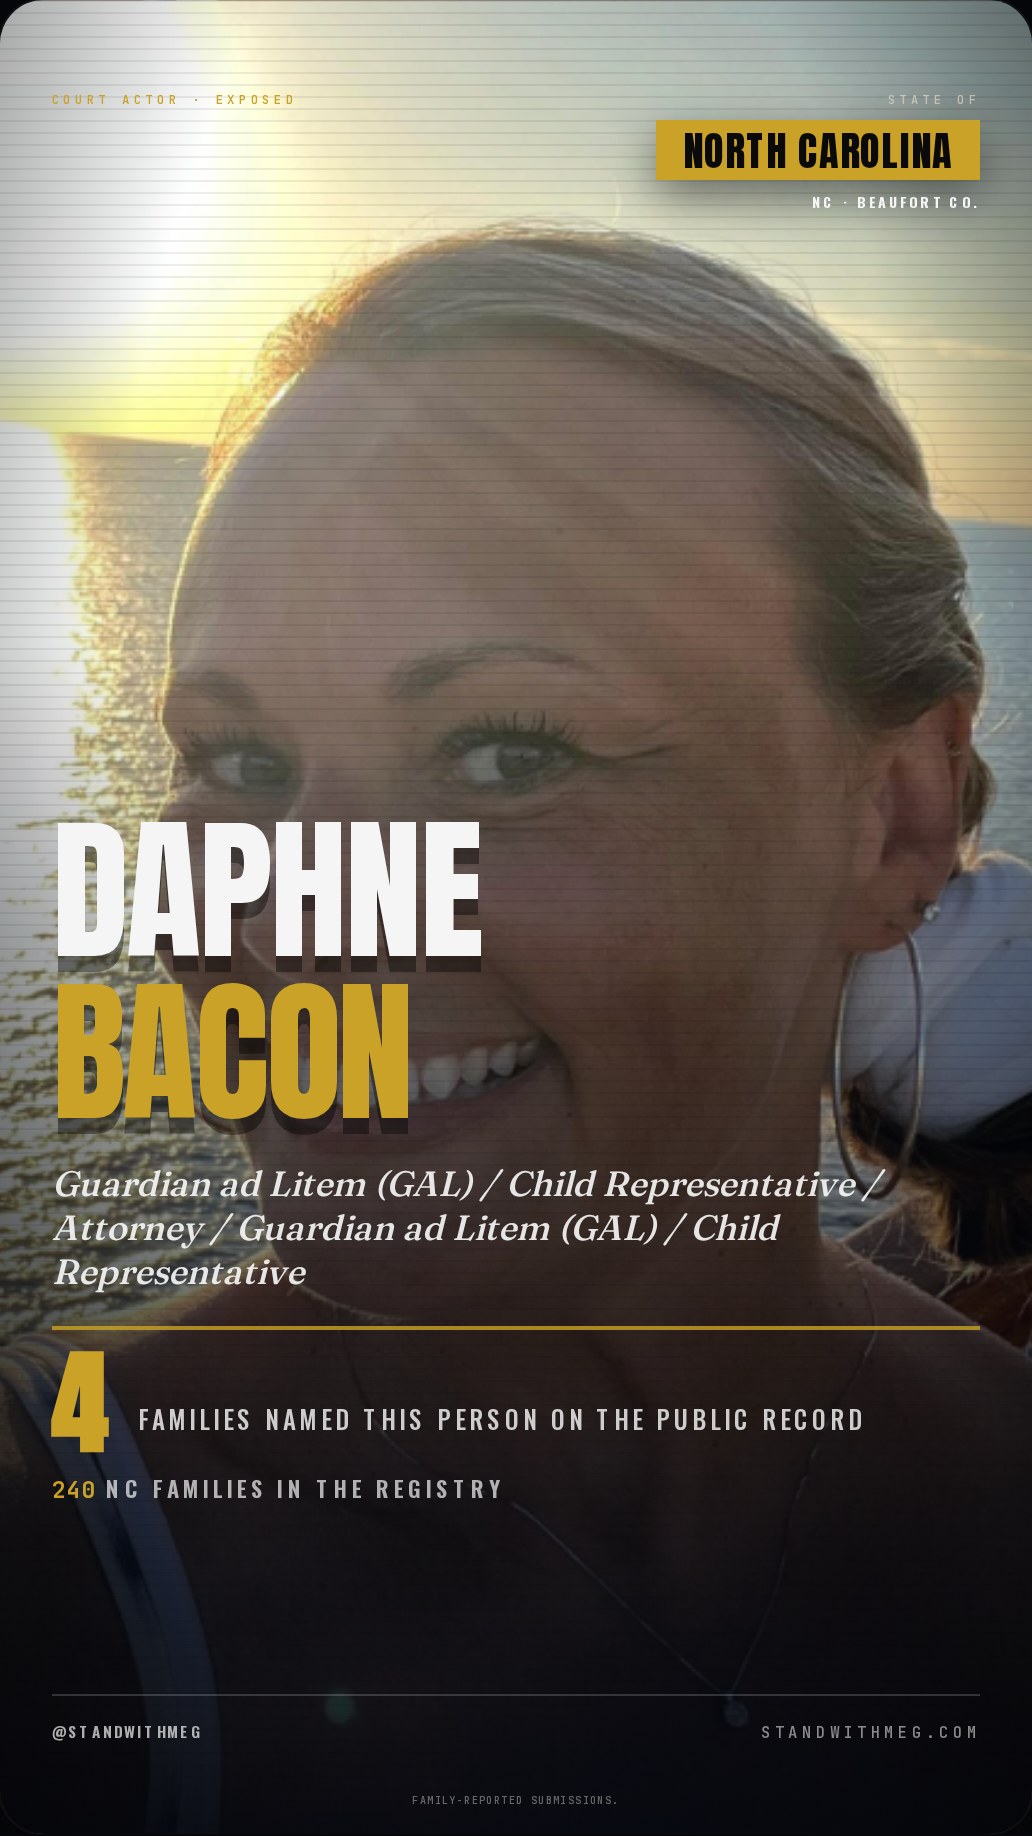 COURT ACTOR · EXPOSED
STATE OF
NORTH CAROLINA
NC · BEAUFORT CO.
DAPHNE
BACON
Guardian ad Litem (GAL) / Child Representative /
Attorney / Guardian ad Litem (GAL) / Child
Representative
4 FAMILIES NAMED THIS PERSON ON THE PUBLIC RECORD
240 NC FAMILIES IN THE REGISTRY
@STANDWITHMEG
STANDWITHMEG.COM
FAMILY-REPORTED SUBMISSIONS.